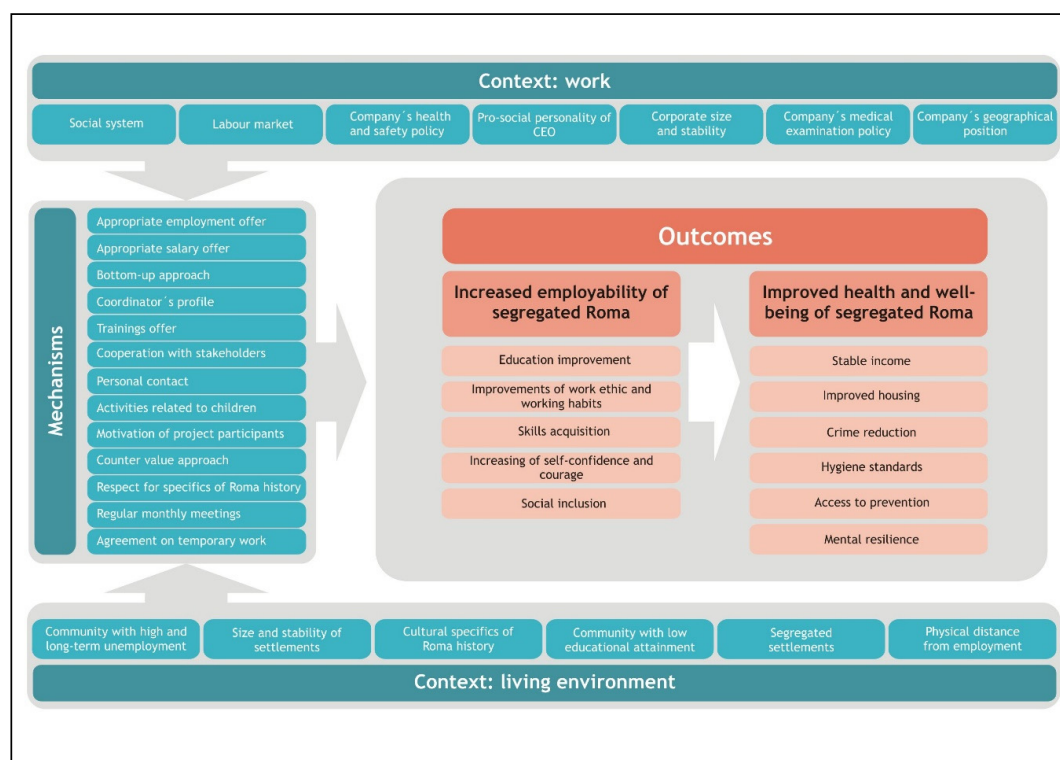 Context: work
Social system
Labour market
Company´s health
and safety policy
Pro-social personality of
CEO
Corporate size
and stability
Company´s medical
examination policy
Company´s geographical
position
Mechanisms
Appropriate employment offer
Appropriate salary offer
Bottom-up approach
Coordinator´s profile
Trainings offer
Cooperation with stakeholders
Personal contact
Activities related to children
Motivation of project participants
Counter value approach
Respect for specifics of Roma history
Regular monthly meetings
Agreement on temporary work
Outcomes
Increased employability of
segregated Roma
Education improvement
Improvements of work ethic and
working habits
Skills acquisition
Increasing of self-confidence and
courage
Social inclusion
Improved health and well-
being of segregated Roma
Stable income
Improved housing
Crime reduction
Hygiene standards
Access to prevention
Mental resilience
Community with high and
long-term unemployment
Size and stability of
settlements
Cultural specifics of
Roma history
Community with low
educational attainment
Segregated
settlements
Physical distance
from employment
Context: living environment